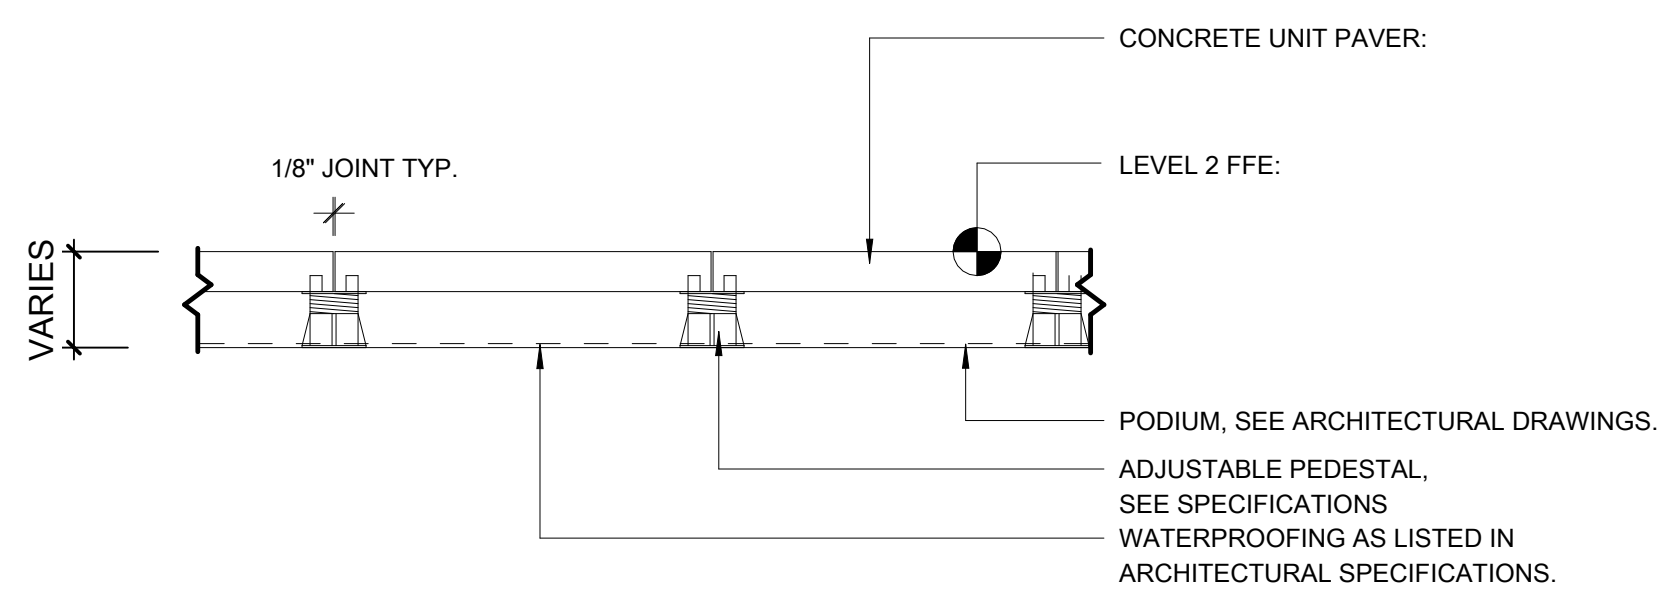 CONCRETE UNIT PAVER:
1/8" JOINT TYP.
LEVEL 2 FFE:
VARIES
PODIUM, SEE ARCHITECTURAL DRAWINGS.
ADJUSTABLE PEDESTAL,
SEE SPECIFICATIONS
WATERPROOFING AS LISTED IN
ARCHITECTURAL SPECIFICATIONS.